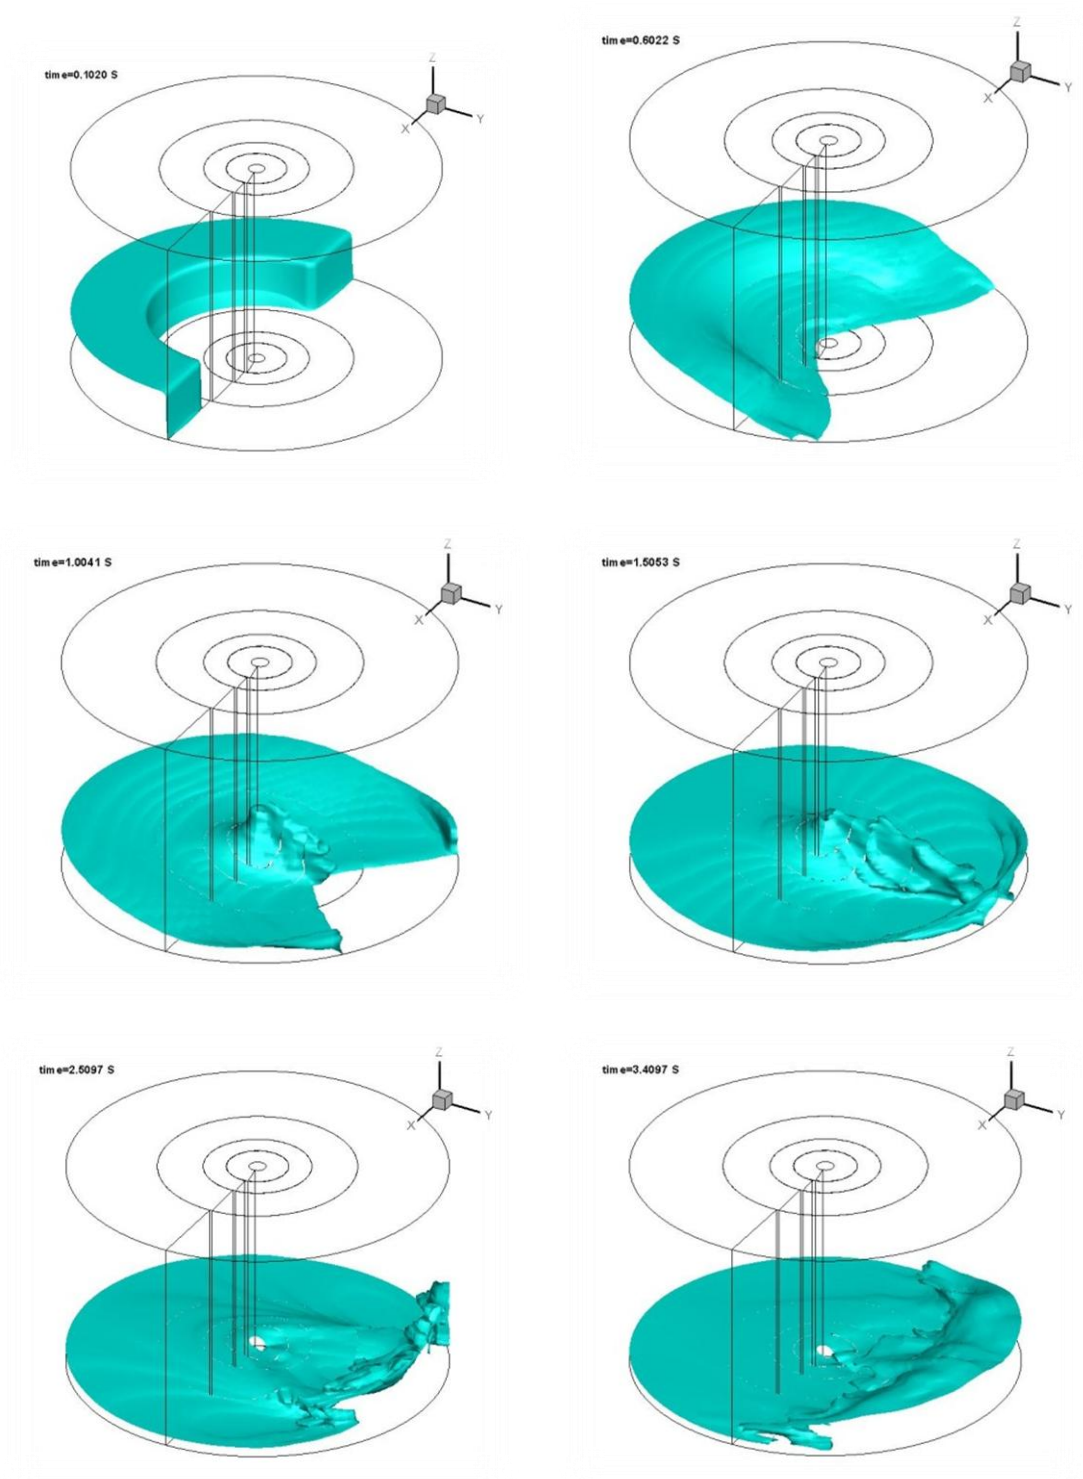 time=0.1020 S
Z
X
Y
time=0.6022 S
Z
X
Y
time=1.0041 S
Z
X
Y
time=1.5053 S
Z
X
Y
time=2.5097 S
Z
X
Y
time=3.4097 S
Z
X
Y